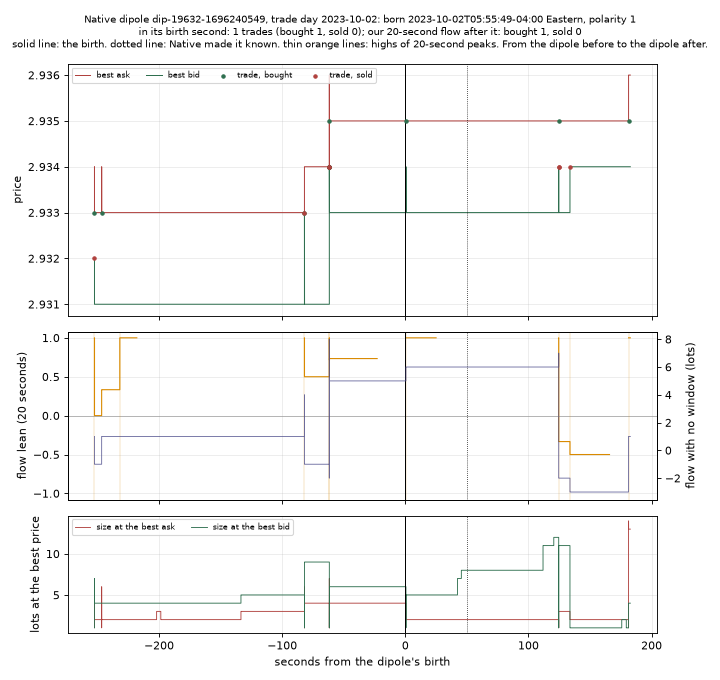 Native dipole dip-19632-1696240549, trade day 2023-10-02: born 2023-10-02T05:55:49-04:00 Eastern, polarity 1
in its birth second: 1 trades (bought 1, sold 0); our 20-second flow after it: bought 1, sold 0
solid line: the birth. dotted line: Native made it known. thin orange lines: highs of 20-second peaks. From the dipole before to the dipole after.
best ask
best bid
trade, bought
trade, sold
2.936
2.935
2.934
2.933
2.932
2.931
price
1.0
0.5
0.0
−0.5
−1.0
flow lean (20 seconds)
8
6
4
2
0
−2
flow with no window (lots)
size at the best ask
size at the best bid
10
5
lots at the best price
−200
−100
0
100
200
seconds from the dipole's birth